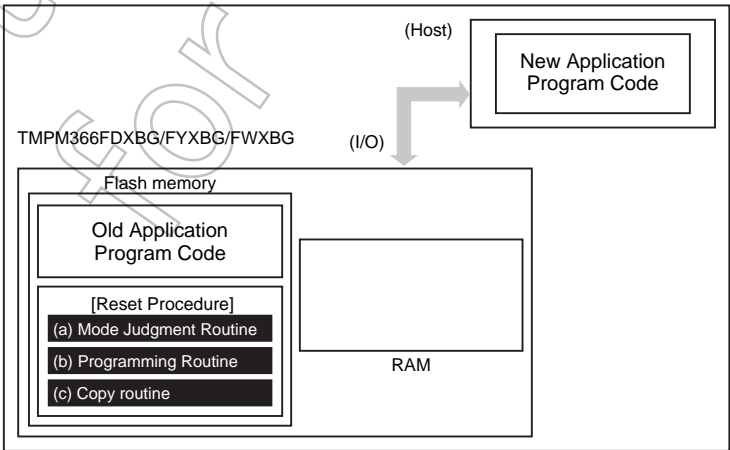 (Host)
New Application
Program Code
TMPM366FDXBG/FYXBG/FWXBG
(I/O)
Flash memory
Old Application
Program Code
[Reset Procedure]
(a) Mode Judgment Routine
(b) Programming Routine
(c) Copy routine
RAM
for